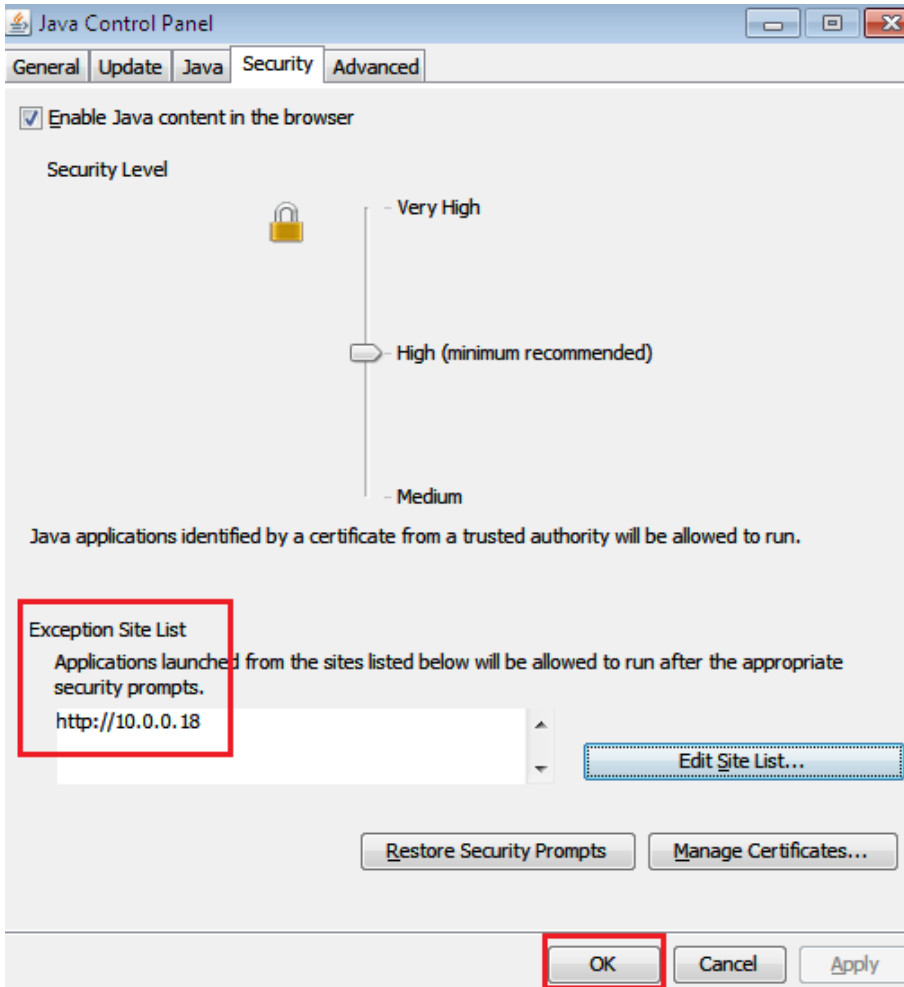 Java Control Panel
General Update Java Security Advanced
Enable Java content in the browser
Security Level
Very High
High (minimum recommended)
Medium
Java applications identified by a certificate from a trusted authority will be allowed to run.
Exception Site List
Applications launched from the sites listed below will be allowed to run after the appropriate
security prompts.
http://10.0.0.18
Edit Site List...
Restore Security Prompts Manage Certificates...
OK Cancel Apply